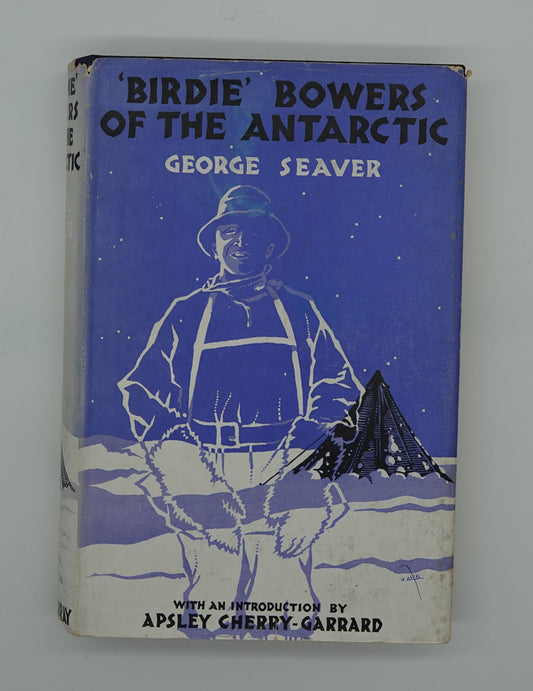 'BIRDIE' BOWERS
OF THE ANTARCTIC
GEORGE SEAVER
WITH AN INTRODUCTION BY
APSLEY CHERRY-GARRARD